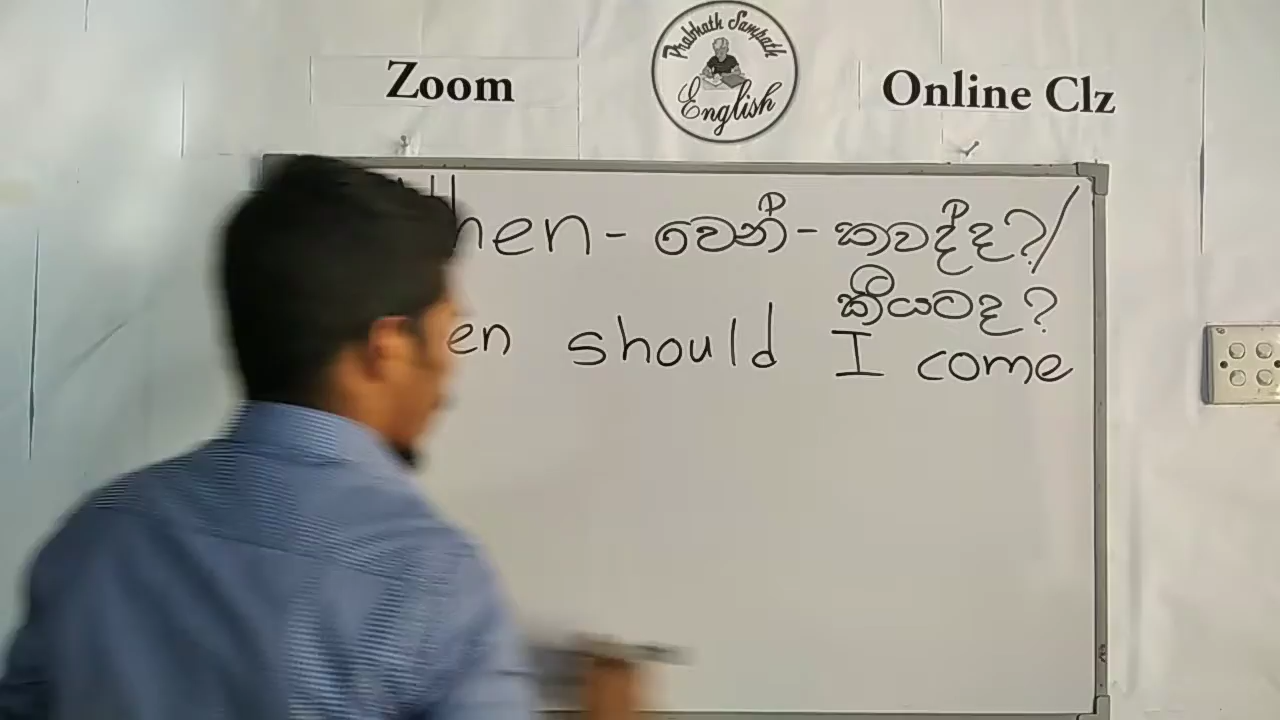 Zoom
Prabhath Sampath
English
Online Clz
hen - වෙන් - කවද්ද?/
කීයටද?
en should I come